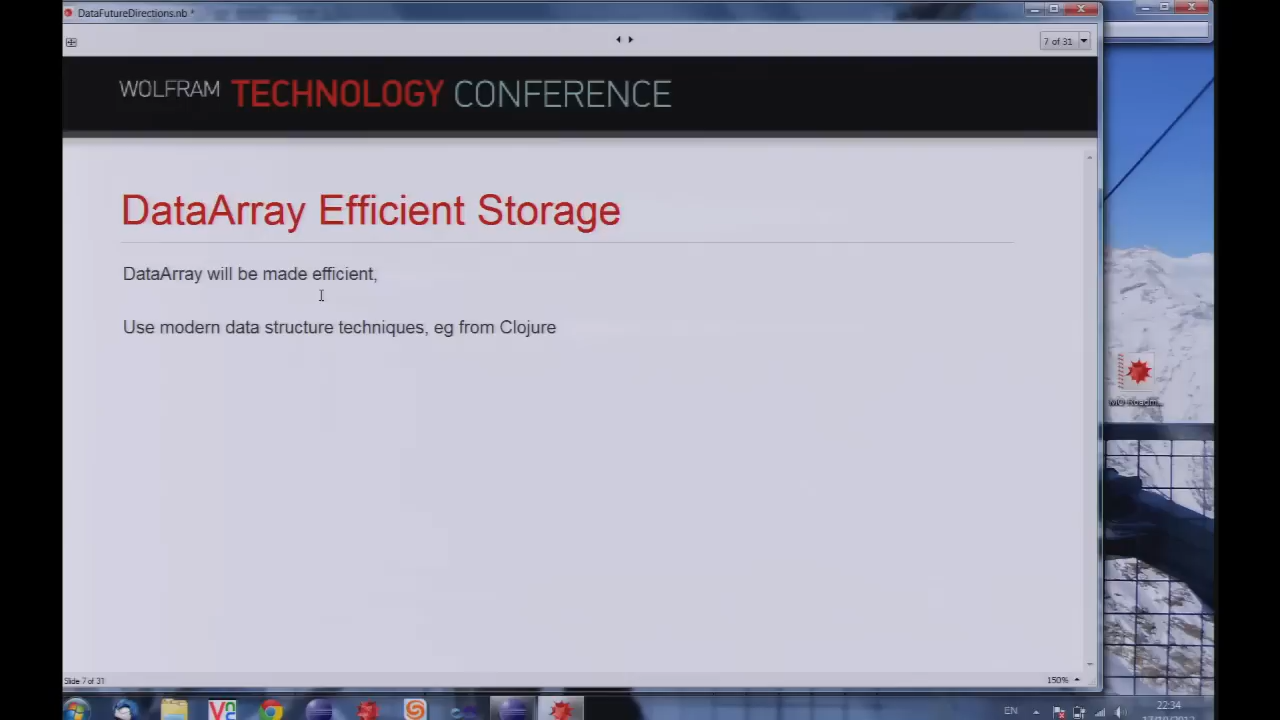 DataFutureDirections.nb *
7 of 31
WOLFRAM TECHNOLOGY CONFERENCE
DataArray Efficient Storage
DataArray will be made efficient,
Use modern data structure techniques, eg from Clojure
Slide 7 of 31
150%
EN
22:34